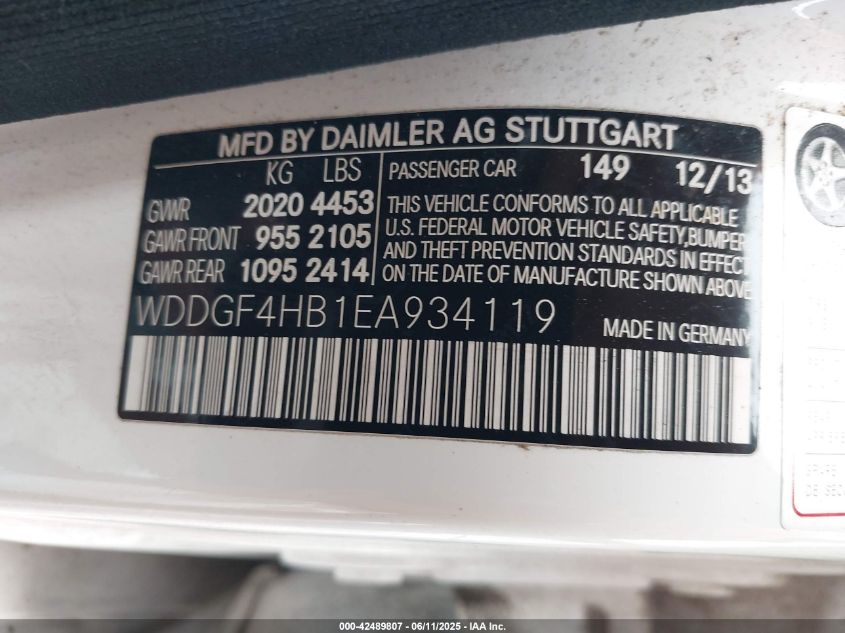 MFD BY DAIMLER AG STUTTGART
KG LBS
GVWR 2020 4453
GAWR FRONT 955 2105
GAWR REAR 1095 2414
PASSENGER CAR 149 12/13
THIS VEHICLE CONFORMS TO ALL APPLICABLE
U.S. FEDERAL MOTOR VEHICLE SAFETY,BUMPER
AND THEFT PREVENTION STANDARDS IN EFFECT
ON THE DATE OF MANUFACTURE SHOWN ABOVE
WDDGF4HB1EA934119
MADE IN GERMANY
000-42489807 - 06/11/2025 - IAA Inc.